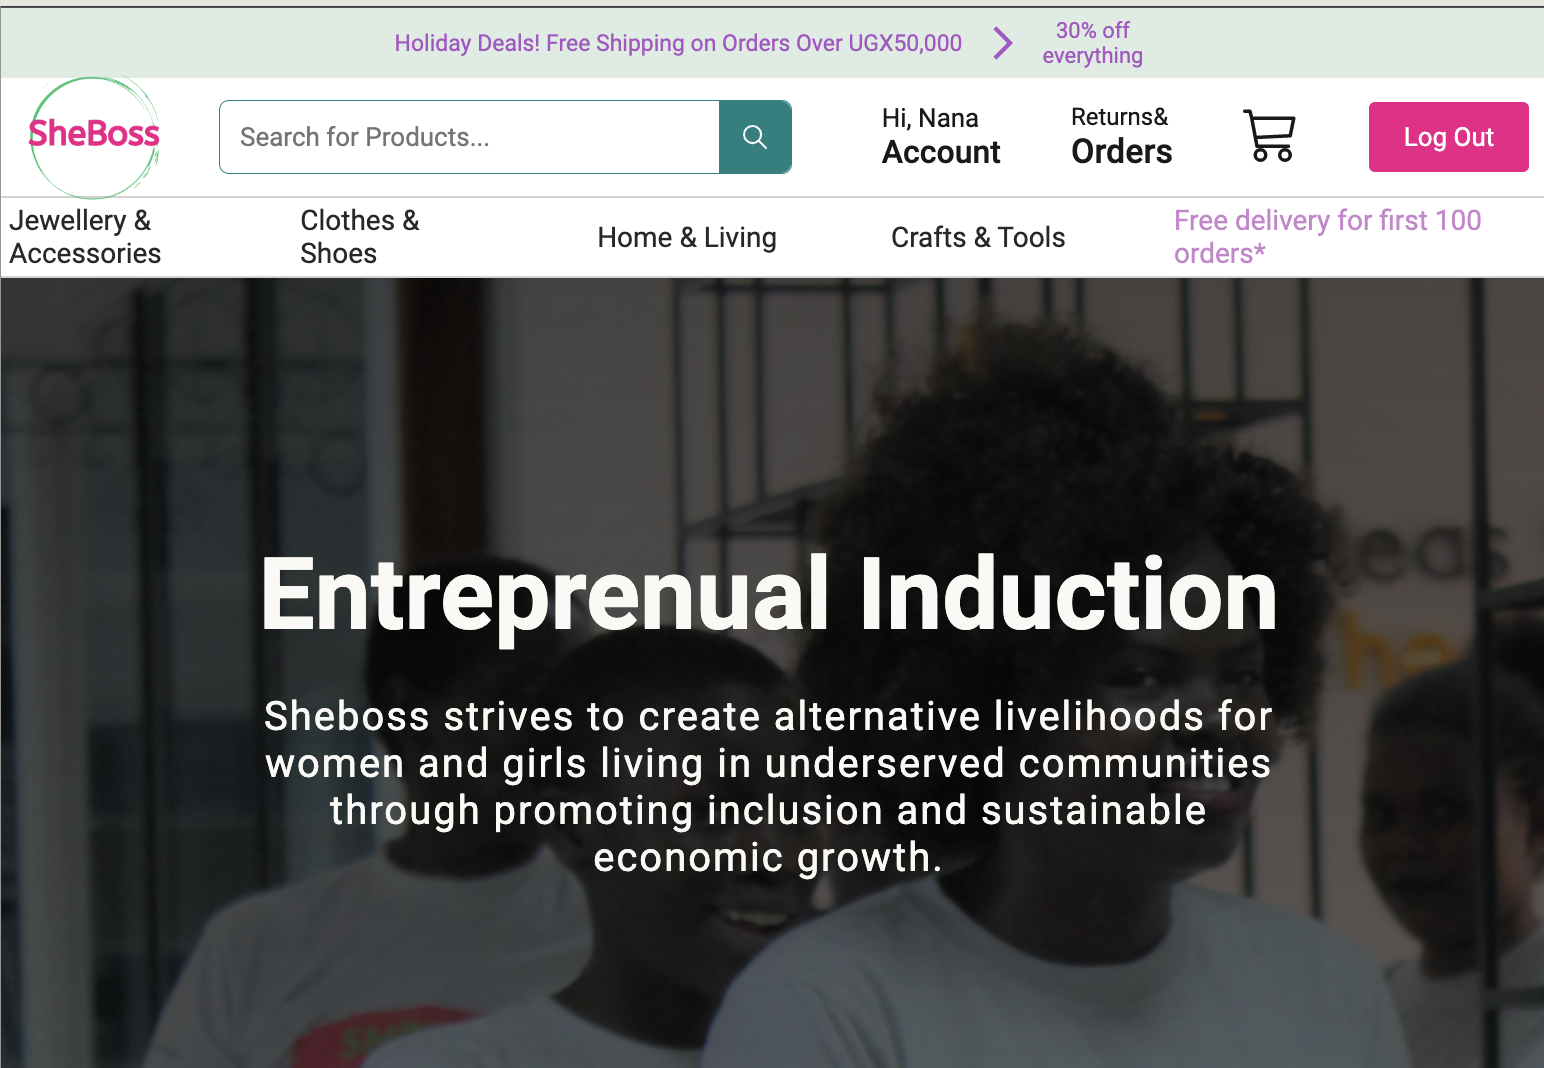 Holiday Deals! Free Shipping on Orders Over UGX50,000
30% off
everything
SheBoss
Search for Products...
Hi, Nana
Account
Returns&
Orders
Log Out
Jewellery &
Accessories
Clothes &
Shoes
Home & Living
Crafts & Tools
Free delivery for first 100
orders*
eas
Entreprenual Induction
Sheboss strives to create alternative livelihoods for
women and girls living in underserved communities
through promoting inclusion and sustainable
economic growth.